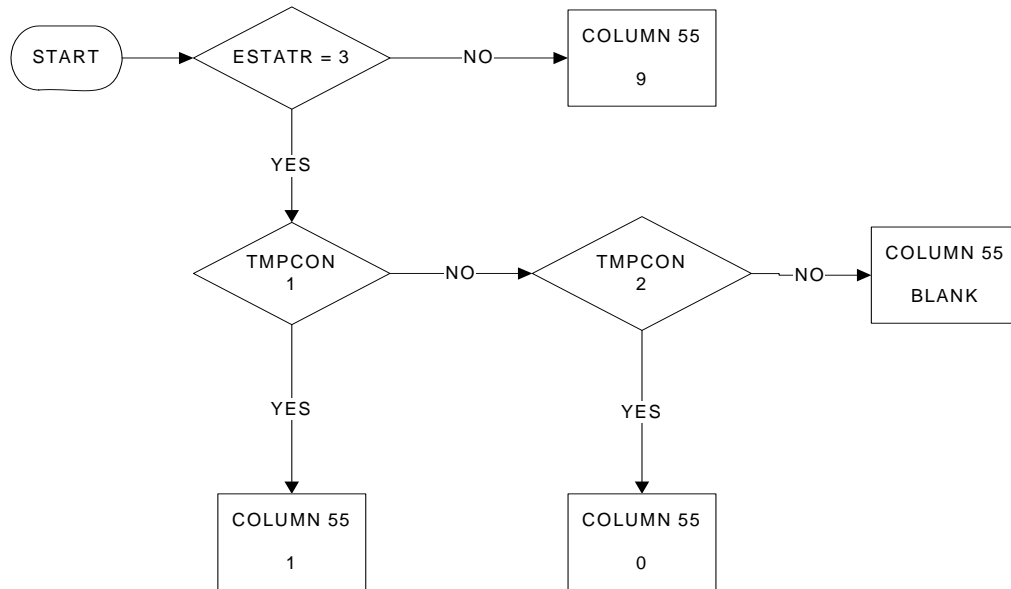 START
ESTATR = 3
NO
COLUMN 55
9
YES
TMPCON
1
NO
TMPCON
2
NO
COLUMN 55
BLANK
YES
YES
COLUMN 55
1
COLUMN 55
0